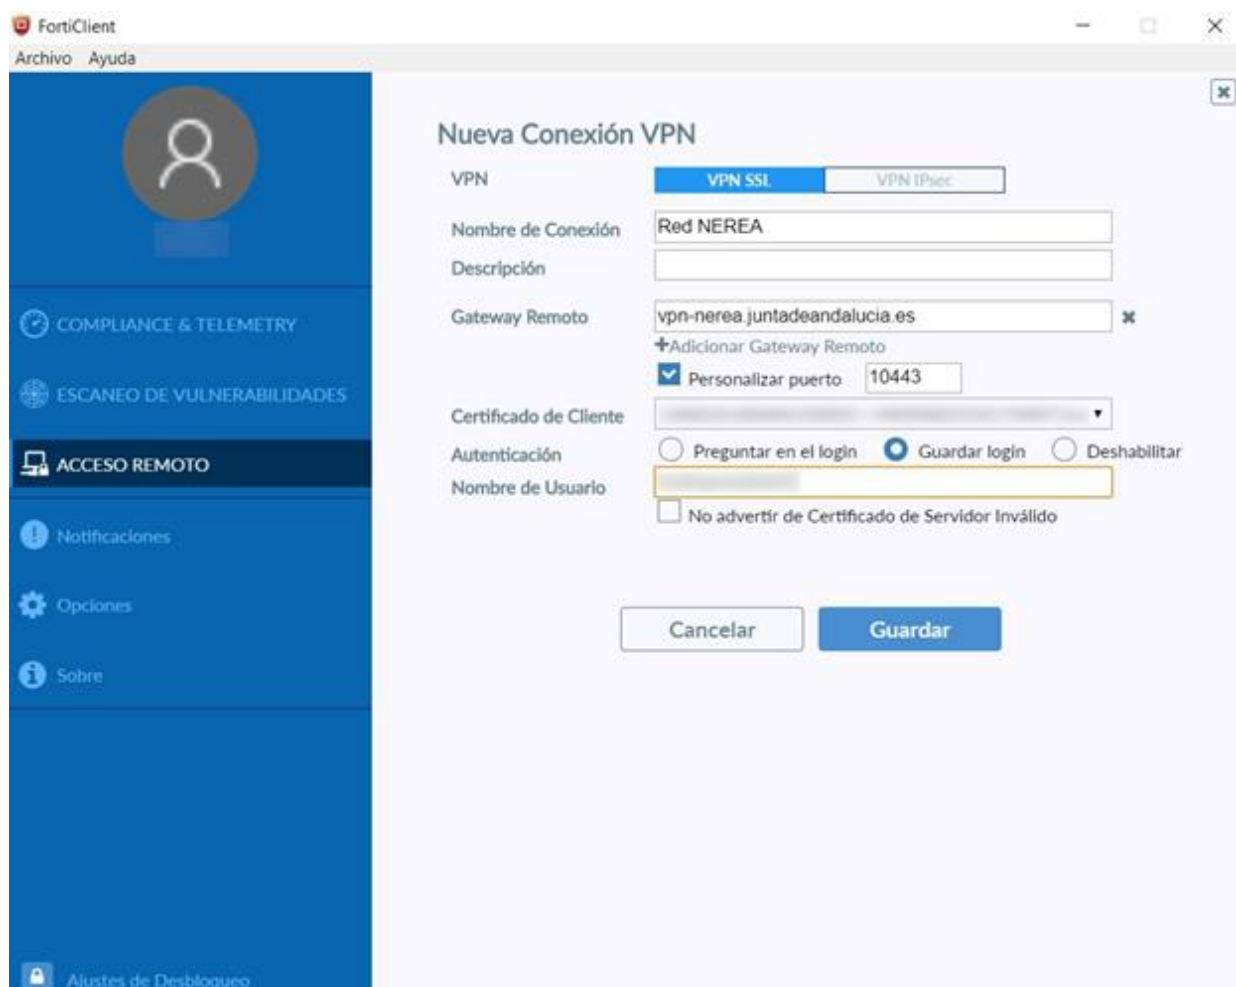 FortiClient
Archivo Ayuda
Nueva Conexión VPN
VPN VPN SSL VPN IPsec
Nombre de Conexión Red NEREA
Descripción
Gateway Remoto vpn-nerea.juntadeandalucia.es
+Adicionar Gateway Remoto
Personalizar puerto 10443
Certificado de Cliente
Autenticación Preguntar en el login Guardar login Deshabilitar
Nombre de Usuario
No advertir de Certificado de Servidor Inválido
Cancelar Guardar
COMPLIANCE & TELEMETRY
ESCANEO DE VULNERABILIDADES
ACCESO REMOTO
Notificaciones
Opciones
Sobre
Ajustes de Desbloqueo